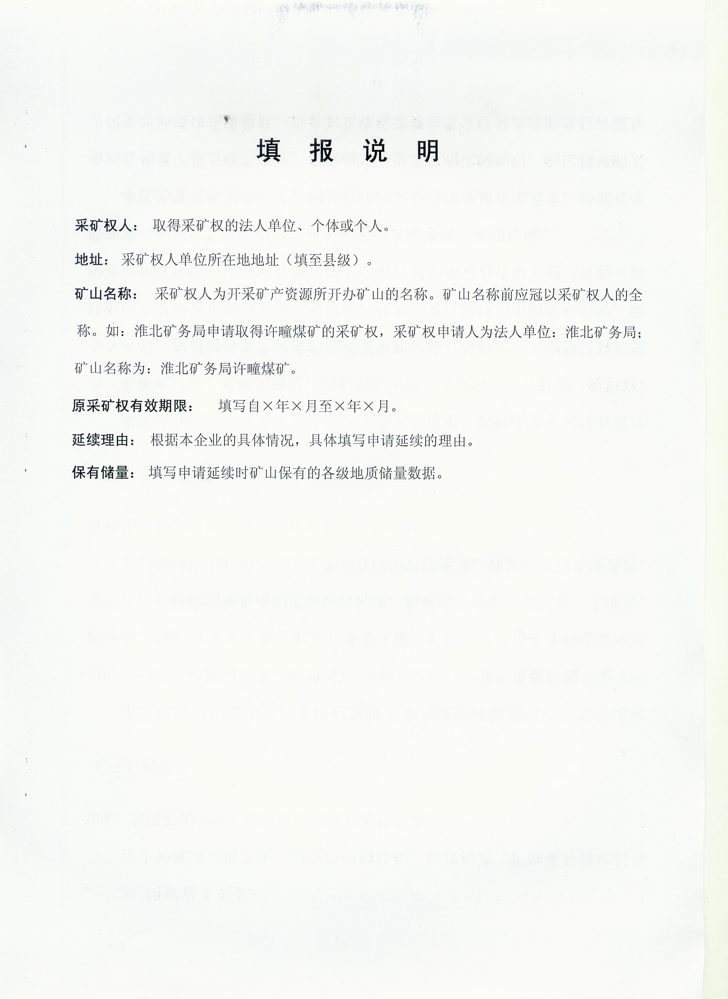 填 报 说 明
采矿权人： 取得采矿权的法人单位、个体或个人。
地址： 采矿权人单位所在地地址（填至县级）。
矿山名称： 采矿权人为开采矿产资源所开办矿山的名称。矿山名称前应冠以采矿权人的全
称。如：淮北矿务局申请取得许疃煤矿的采矿权，采矿权申请人为法人单位：淮北矿务局；
矿山名称为：淮北矿务局许疃煤矿。
原采矿权有效期限： 填写自×年×月至×年×月。
延续理由： 根据本企业的具体情况，具体填写申请延续的理由。
保有储量： 填写申请延续时矿山保有的各级地质储量数据。